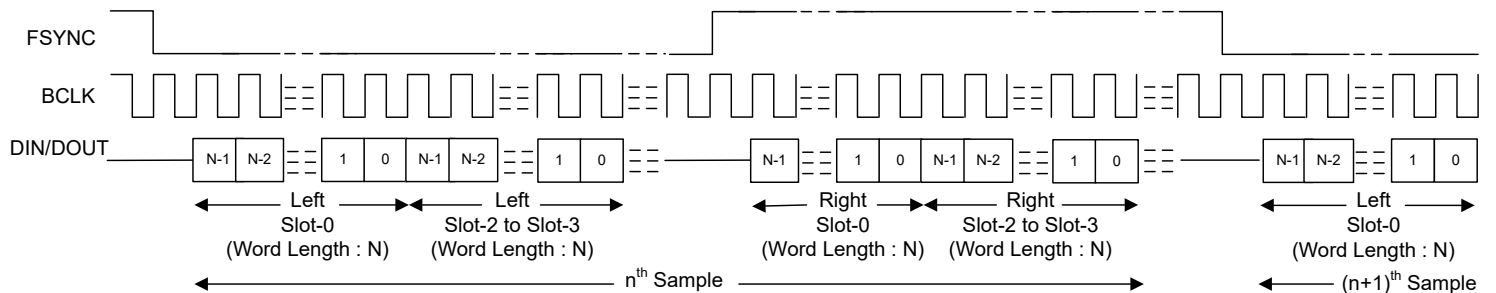 FSYNC
BCLK
DIN/DOUT
N-1 N-2 1 0 N-1 N-2 1 0 N-1 1 0 N-1 N-2 1 0 N-1 N-2 1 0
Left Left Right Right Left
Slot-0 Slot-2 to Slot-3 Slot-0 Slot-2 to Slot-3 Slot-0
(Word Length : N) (Word Length : N) (Word Length : N) (Word Length : N) (Word Length : N)
nth Sample (n+1)th Sample